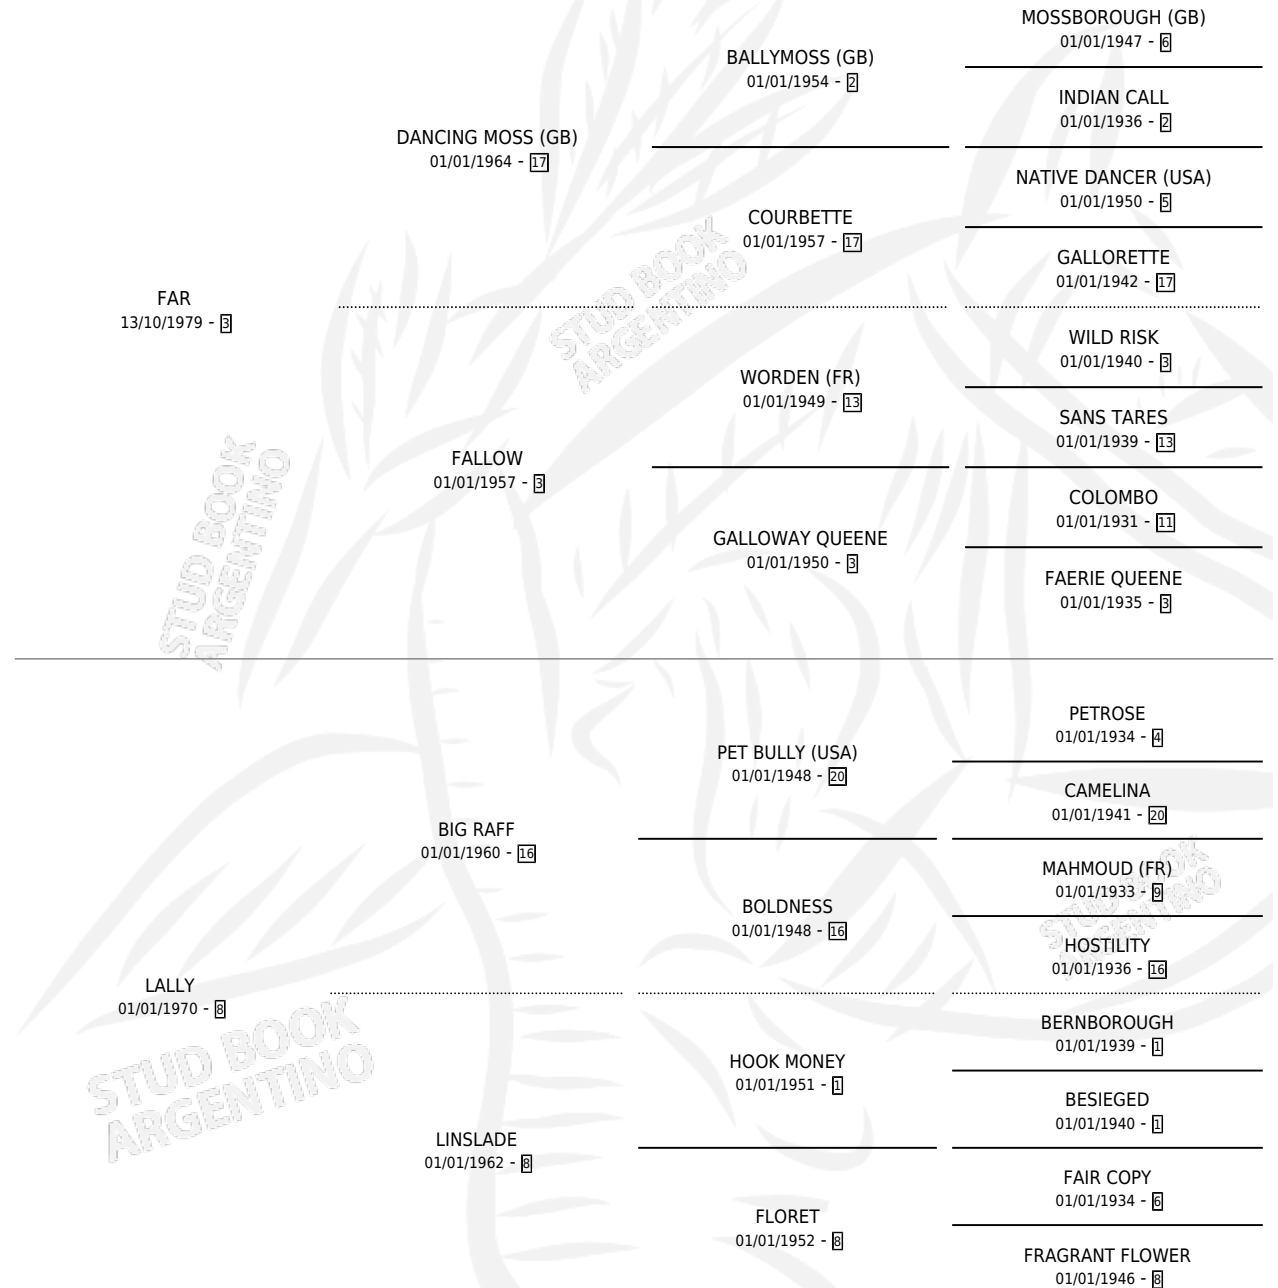 MOSSBOROUGH (GB)
01/01/1947 - 6
BALLYMOSS (GB)
01/01/1954 - 2
INDIAN CALL
01/01/1936 - 2
DANCING MOSS (GB)
01/01/1964 - 17
NATIVE DANCER (USA)
01/01/1950 - 5
COURBETTE
01/01/1957 - 17
GALLORETTE
01/01/1942 - 17
FAR
13/10/1979 - 3
STUD BOOK
ARGENTINO
WILD RISK
01/01/1940 - 3
WORDEN (FR)
01/01/1949 - 13
SANS TARES
01/01/1939 - 13
FALLOW
01/01/1957 - 3
COLOMBO
01/01/1931 - 11
GALLOWAY QUEENE
01/01/1950 - 3
FAERIE QUEENE
01/01/1935 - 3
STUD BOOK
ARGENTINO
PETROSE
01/01/1934 - 4
PET BULLY (USA)
01/01/1948 - 20
CAMELINA
01/01/1941 - 20
BIG RAFF
01/01/1960 - 16
MAHMOUD (FR)
01/01/1933 - 9
BOLDNESS
01/01/1948 - 16
HOSTILITY
01/01/1936 - 16
STUD BOOK
ARGENTINO
LALLY
01/01/1970 - 8
STUD BOOK
ARGENTINO
BERNBOROUGH
01/01/1939 - 1
HOOK MONEY
01/01/1951 - 1
BESIEGED
01/01/1940 - 1
LINSLADE
01/01/1962 - 8
FAIR COPY
01/01/1934 - 6
FLORET
01/01/1952 - 8
FRAGRANT FLOWER
01/01/1946 - 8